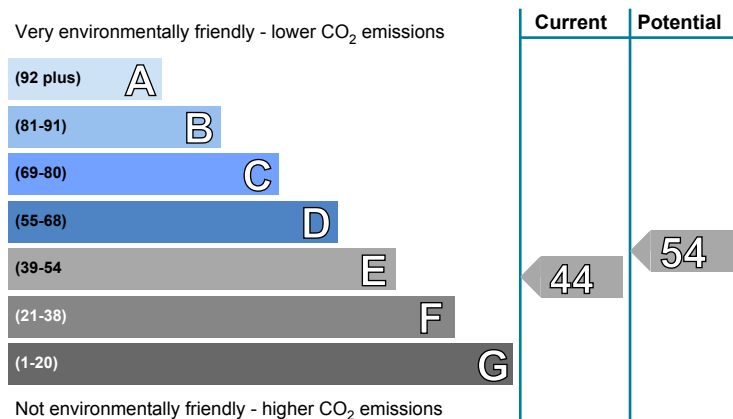 Very environmentally friendly - lower CO₂ emissions
Current
Potential
(92 plus) A
(81-91) B
(69-80) C
(55-68) D
(39-54 E
(21-38) F
(1-20) G
44
54
Not environmentally friendly - higher CO₂ emissions